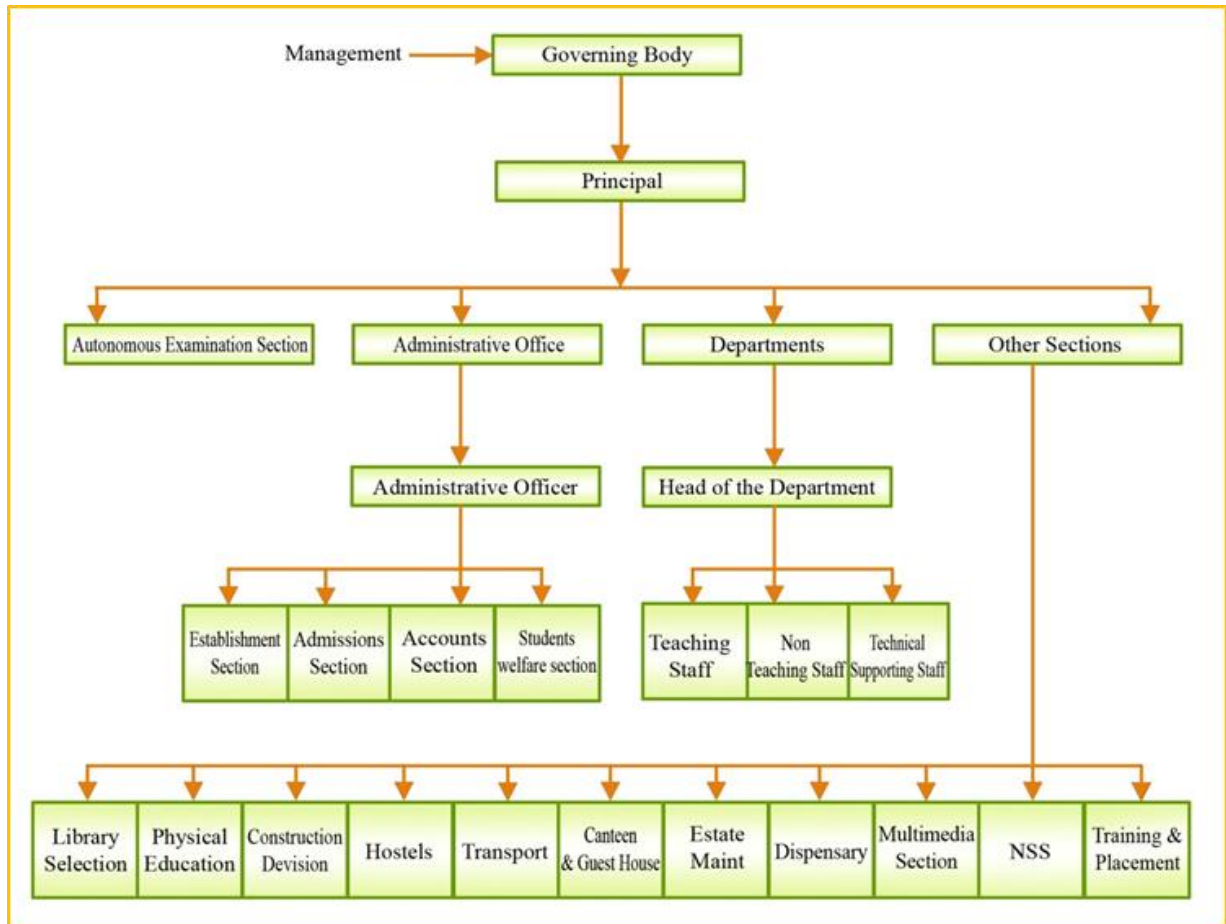 Management
Governing Body
Principal
Autonomous Examination Section
Administrative Office
Departments
Other Sections
Administrative Officer
Head of the Department
Establishment
Section
Admissions
Section
Accounts
Section
Students
welfare section
Teaching
Staff
Non
Teaching Staff
Technical
Supporting Staff
Library
Selection
Physical
Education
Construction
Devision
Hostels
Transport
Canteen
& Guest House
Estate
Maint
Dispensary
Multimedia
Section
NSS
Training &
Placement